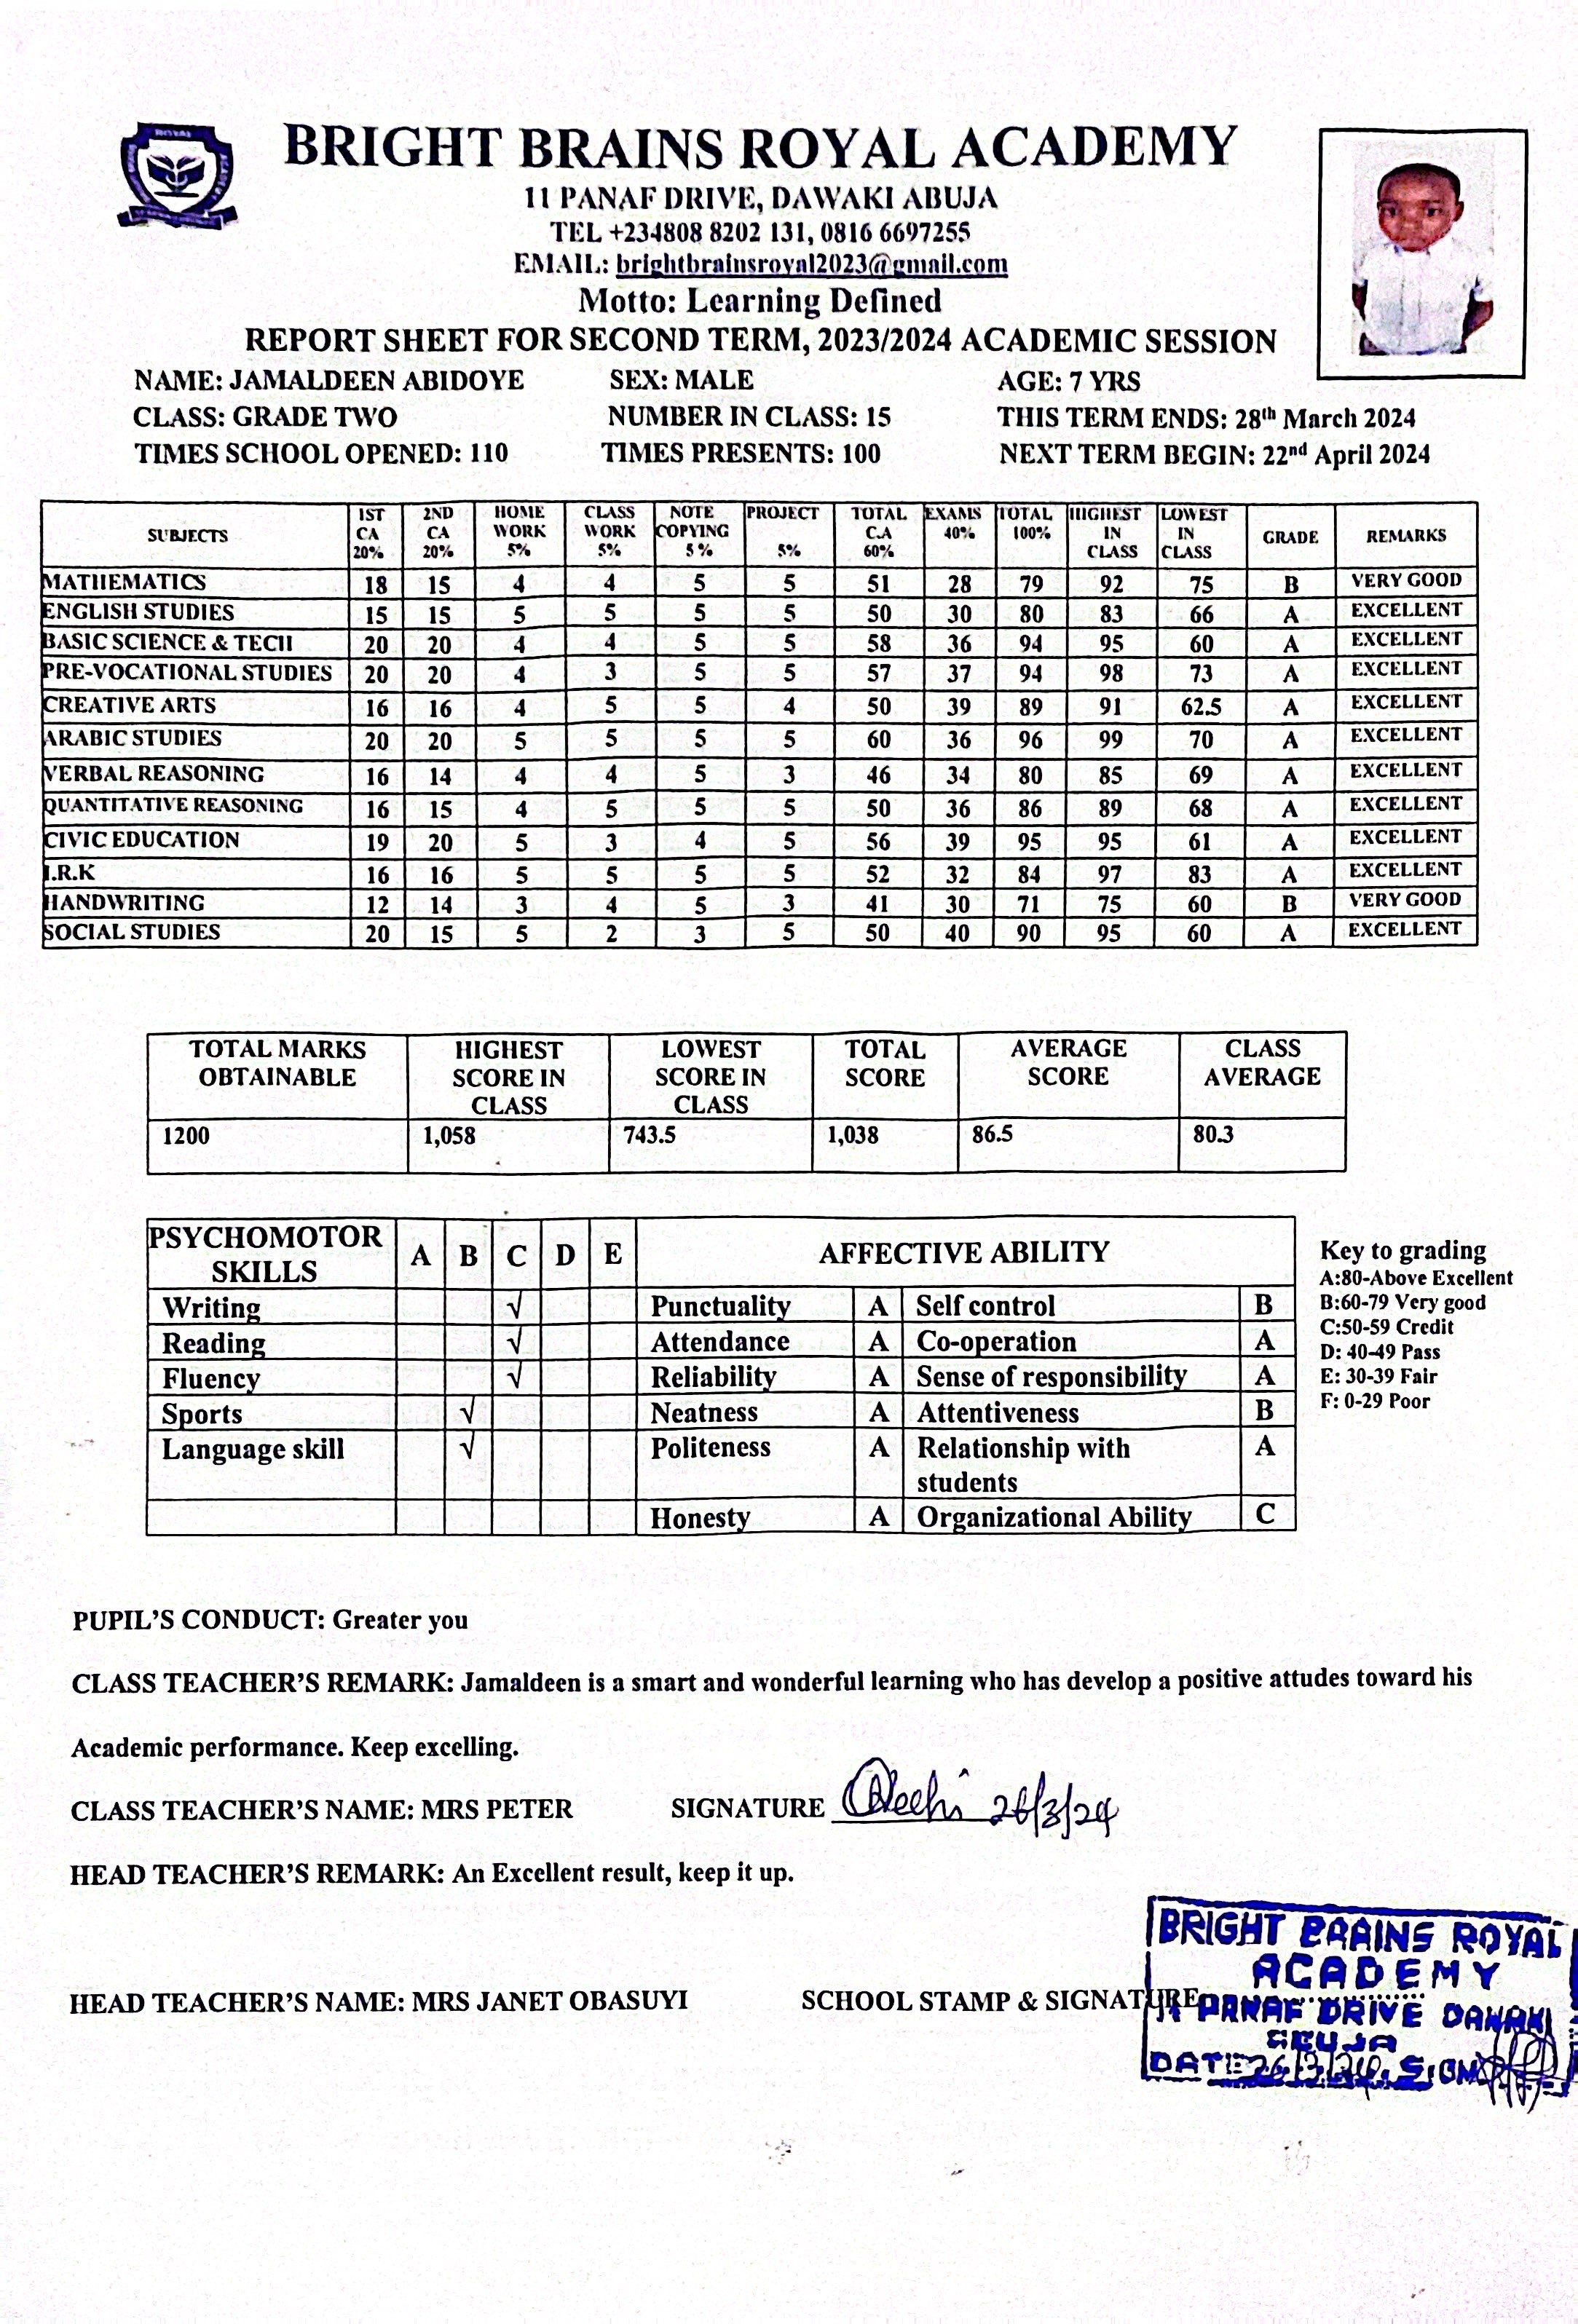 ROYAL
BRIGHT BRAINS ROYAL ACADEMY
11 PANAF DRIVE, DAWAKI ABUJA
TEL +234808 8202 131, 0816 6697255
EMAIL: brightbrainsroyal2023@gmail.com
Motto: Learning Defined
REPORT SHEET FOR SECOND TERM, 2023/2024 ACADEMIC SESSION
NAME: JAMALDEEN ABIDOYE SEX: MALE AGE: 7 YRS
CLASS: GRADE TWO NUMBER IN CLASS: 15 THIS TERM ENDS: 28th March 2024
TIMES SCHOOL OPENED: 110 TIMES PRESENTS: 100 NEXT TERM BEGIN: 22nd April 2024
SUBJECTS 1ST CA 20% 2ND CA 20% HOME WORK 5% CLASS WORK 5% NOTE COPYING 5% PROJECT 5% TOTAL CA 60% EXAMS 40% TOTAL 100% HIGHEST IN CLASS LOWEST IN CLASS GRADE REMARKS
MATHEMATICS 18 15 4 4 5 5 51 28 79 92 75 B VERY GOOD
ENGLISH STUDIES 15 15 5 5 5 5 50 30 80 83 66 A EXCELLENT
BASIC SCIENCE & TECH 20 20 4 4 5 5 58 36 94 95 60 A EXCELLENT
PRE-VOCATIONAL STUDIES 20 20 4 3 5 5 57 37 94 98 73 A EXCELLENT
CREATIVE ARTS 16 16 4 5 5 4 50 39 89 91 62.5 A EXCELLENT
ARABIC STUDIES 20 20 5 5 5 5 60 36 96 99 70 A EXCELLENT
VERBAL REASONING 16 14 4 4 5 3 46 34 80 85 69 A EXCELLENT
QUANTITATIVE REASONING 16 15 4 5 5 5 50 36 86 89 68 A EXCELLENT
CIVIC EDUCATION 19 20 5 3 4 5 56 39 95 95 61 A EXCELLENT
I.R.K 16 16 5 5 5 5 52 32 84 97 83 A EXCELLENT
HANDWRITING 12 14 3 4 5 3 41 30 71 75 60 B VERY GOOD
SOCIAL STUDIES 20 15 5 2 3 5 50 40 90 95 60 A EXCELLENT
TOTAL MARKS OBTAINABLE HIGHEST SCORE IN CLASS LOWEST SCORE IN CLASS TOTAL SCORE AVERAGE SCORE CLASS AVERAGE
1200 1,058 743.5 1,038 86.5 80.3
PSYCHOMOTOR SKILLS A B C D E AFFECTIVE ABILITY
Writing √ Punctuality A Self control B
Reading √ Attendance A Co-operation A
Fluency √ Reliability A Sense of responsibility A
Sports √ Neatness A Attentiveness B
Language skill √ Politeness A Relationship with students A
Honesty A Organizational Ability C
Key to grading
A:80-Above Excellent
B:60-79 Very good
C:50-59 Credit
D: 40-49 Pass
E: 30-39 Fair
F: 0-29 Poor
PUPIL'S CONDUCT: Greater you
CLASS TEACHER'S REMARK: Jamaldeen is a smart and wonderful learning who has develop a positive attudes toward his
Academic performance. Keep excelling.
CLASS TEACHER'S NAME: MRS PETER SIGNATURE 26/3/24
HEAD TEACHER'S REMARK: An Excellent result, keep it up.
HEAD TEACHER'S NAME: MRS JANET OBASUYI SCHOOL STAMP & SIGNATURE
BRIGHT BRAINS ROYAL
ACADEMY
11 PANAF DRIVE DAWAKI
ABUJA
DATE 26/3/24 SIGN